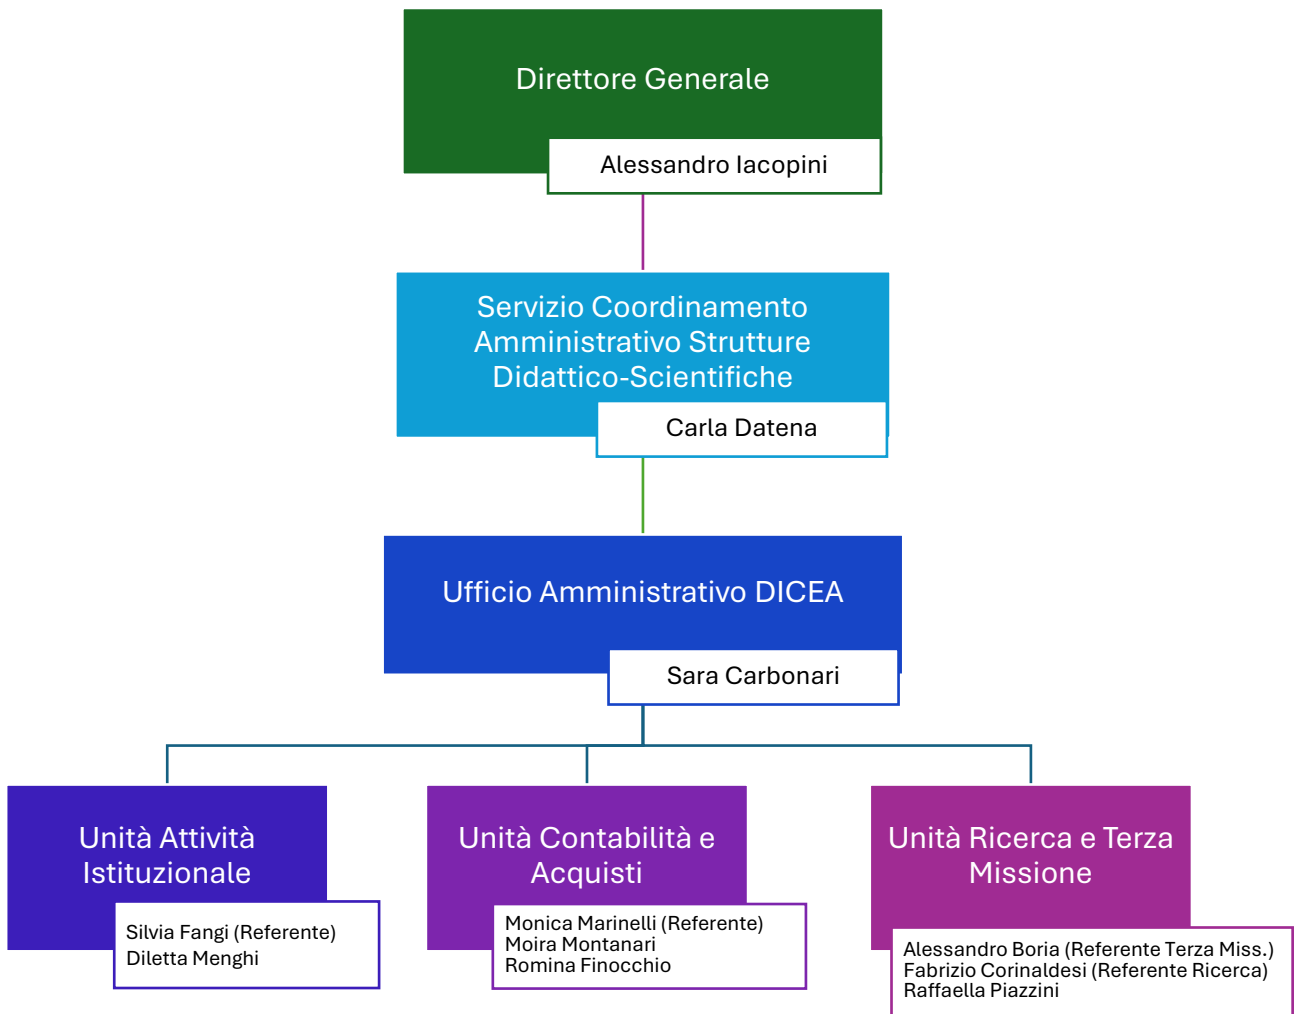 Direttore Generale
Alessandro Iacopini
Servizio Coordinamento
Amministrativo Strutture
Didattico-Scientifiche
Carla Datena
Ufficio Amministrativo DICEA
Sara Carbonari
Unità Attività
Istituzionale
Silvia Fangi (Referente)
Diletta Menghi
Unità Contabilità e
Acquisti
Monica Marinelli (Referente)
Moira Montanari
Romina Finocchio
Unità Ricerca e Terza
Missione
Alessandro Boria (Referente Terza Miss.)
Fabrizio Corinaldesi (Referente Ricerca)
Raffaella Piazzini